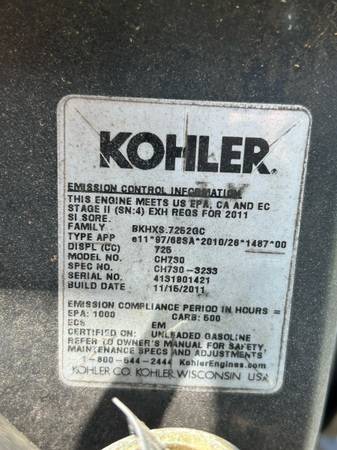 KOHLER.
EMISSION CONTROL INFORMATION
THIS ENGINE MEETS US EPA, CA AND EC
STAGE II (SN:4) EXH REGS FOR 2011
SI SORE.
FAMILY BKHXS.7252GC
TYPE APP e11*97/68SA*2010/26*1487*00
DISPL (CC) 725
MODEL NO. CH730
SPEC NO. CH730-3233
SERIAL NO. 4131901421
BUILD DATE 11/15/2011
EMISSION COMPLIANCE PERIOD IN HOURS =
EPA: 1000 CARB: 500
ECS EM
CERTIFIED ON: UNLEADED GASOLINE
REFER TO OWNER'S MANUAL FOR SAFETY,
MAINTENANCE SPECS AND ADJUSTMENTS
1-800-544-2444 KohlerEngines.com
KOHLER CO. KOHLER WISCONSIN USA